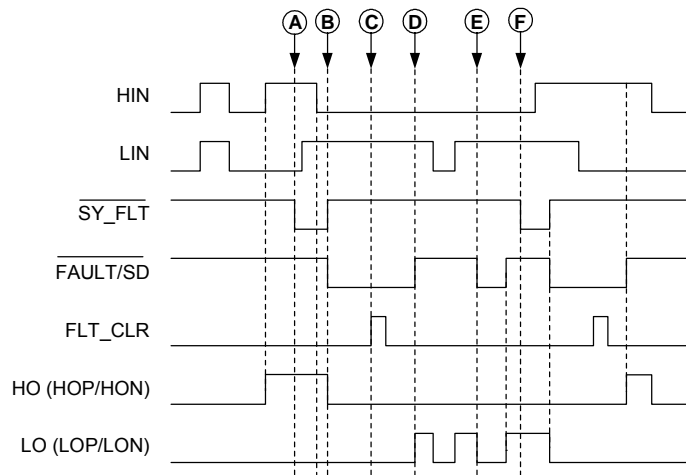 A B C D E F
HIN
LIN
SY_FLT
FAULT/SD
FLT_CLR
HO (HOP/HON)
LO (LOP/LON)